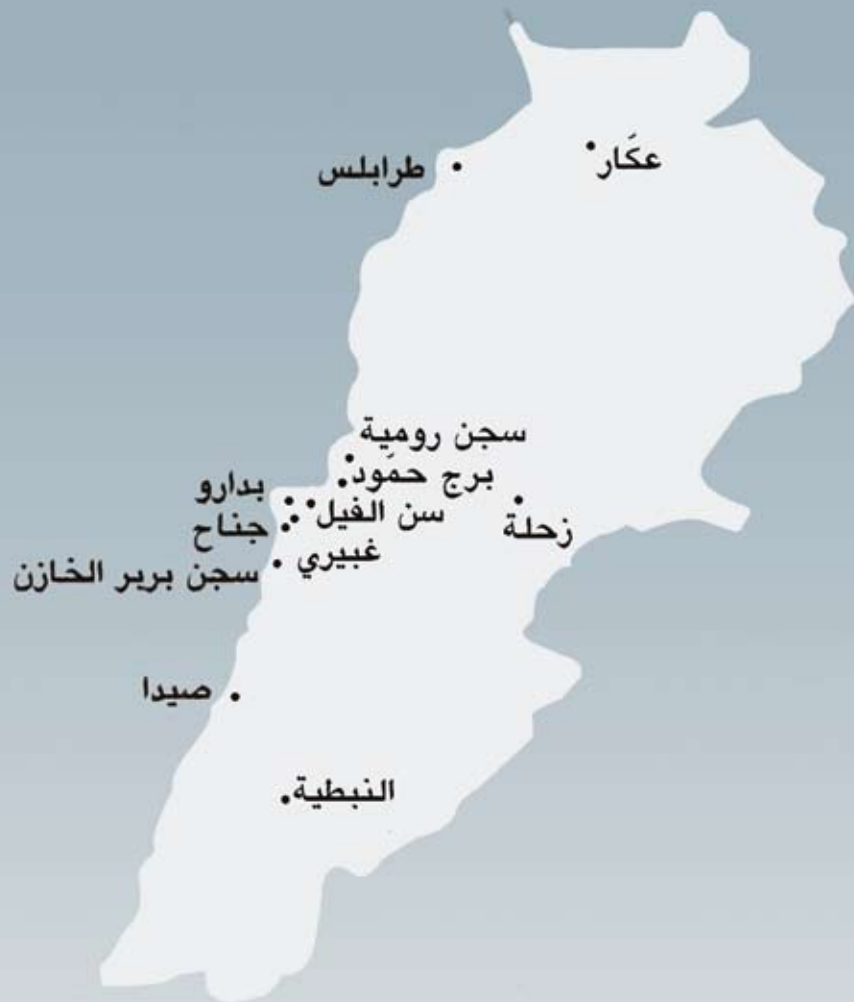 عكّار
طرابلس
سجن رومية
برج حمّود
بدارو
سن الفيل
زحلة
جناح
غبيري
سجن بربر الخازن
صيدا
النبطية